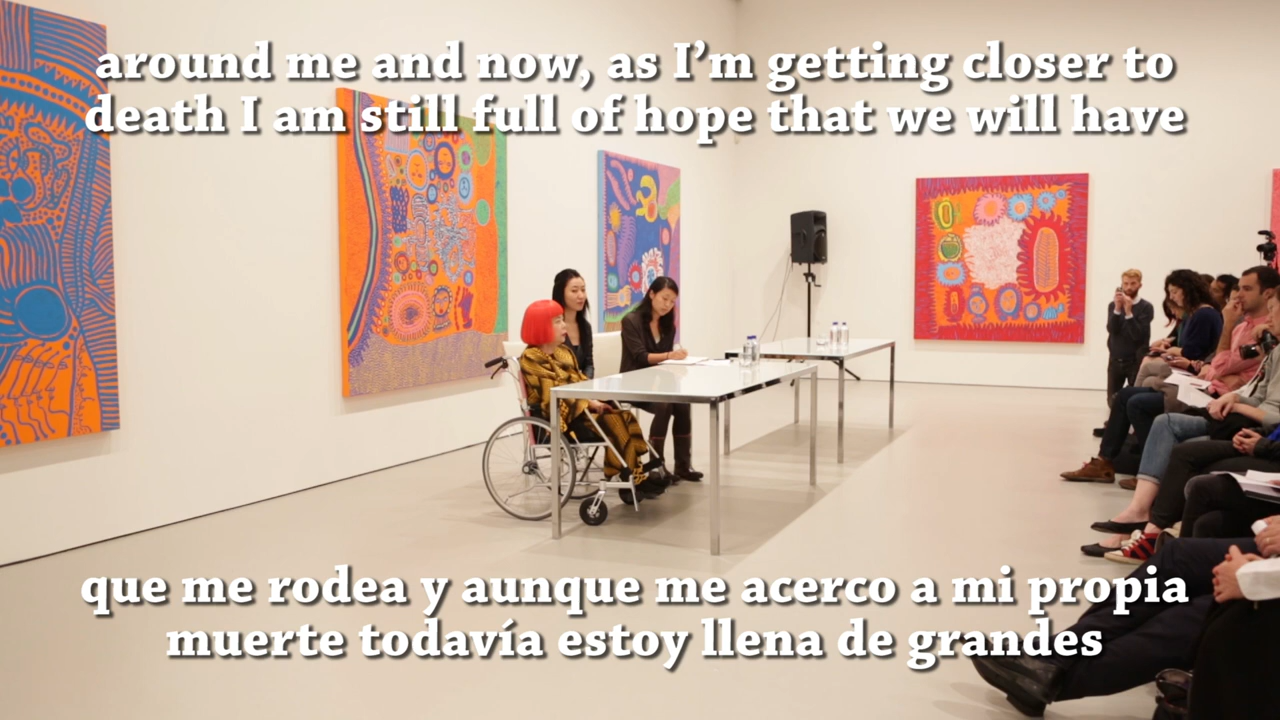 around me and now, as I’m getting closer to
death I am still full of hope that we will have
que me rodea y aunque me acerco a mi propia
muerte todavía estoy llena de grandes